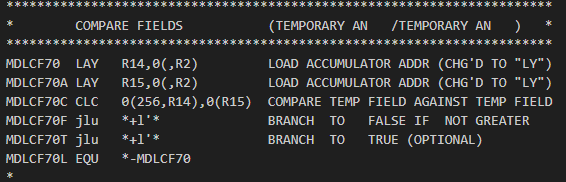 ***********************************************************************************
*        COMPARE FIELDS            (TEMPORARY AN   /TEMPORARY AN   )   *
***********************************************************************************
MDLCF70  LAY   R14,0(,R2)         LOAD ACCUMULATOR ADDR (CHG'D TO "LY")
MDLCF70A LAY   R15,0(,R2)         LOAD ACCUMULATOR ADDR (CHG'D TO "LY")
MDLCF70C CLC   0(256,R14),0(R15)  COMPARE TEMP FIELD AGAINST TEMP FIELD
MDLCF70F jlu   *+l'*              BRANCH  TO   FALSE IF  NOT GREATER
MDLCF70T jlu   *+l'*              BRANCH  TO   TRUE (OPTIONAL)
MDLCF70L EQU   *-MDLCF70
*